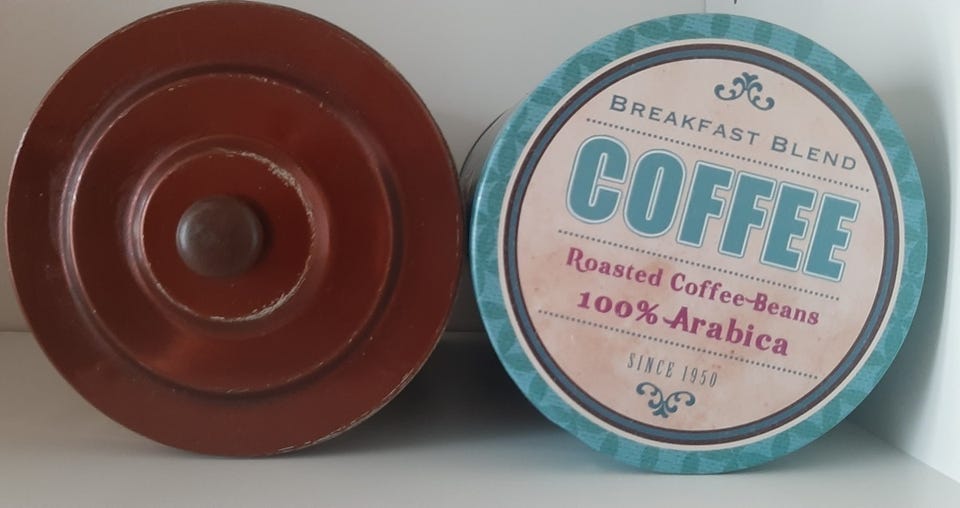 BREAKFAST BLEND
COFFEE
Roasted Coffee-Beans
100% Arabica
SINCE 1950